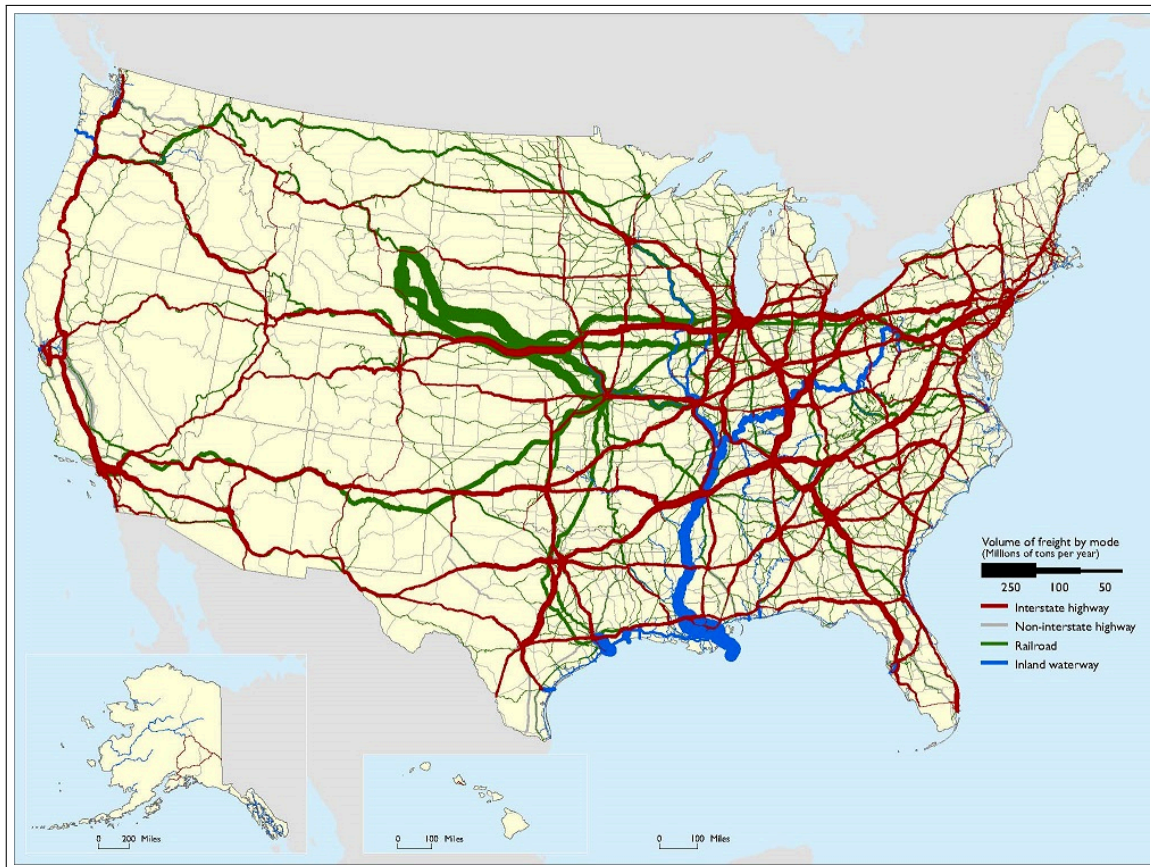 Volume of freight by mode
(Millions of tons per year)
250 100 50
Interstate highway
Non-interstate highway
Railroad
Inland waterway
0 200 Miles
0 100 Miles
0 100 Miles